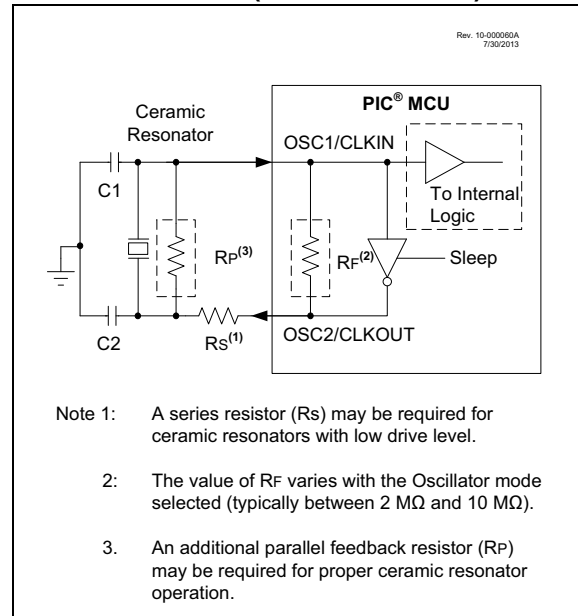 Rev. 10-000060A
7/30/2013
PIC® MCU
Ceramic
Resonator
OSC1/CLKIN
C1
To Internal
Logic
RP(3)
RF(2)
Sleep
C2
RS(1)
OSC2/CLKOUT
Note 1: A series resistor (Rs) may be required for
ceramic resonators with low drive level.
2: The value of RF varies with the Oscillator mode
selected (typically between 2 MΩ and 10 MΩ).
3. An additional parallel feedback resistor (RP)
may be required for proper ceramic resonator
operation.